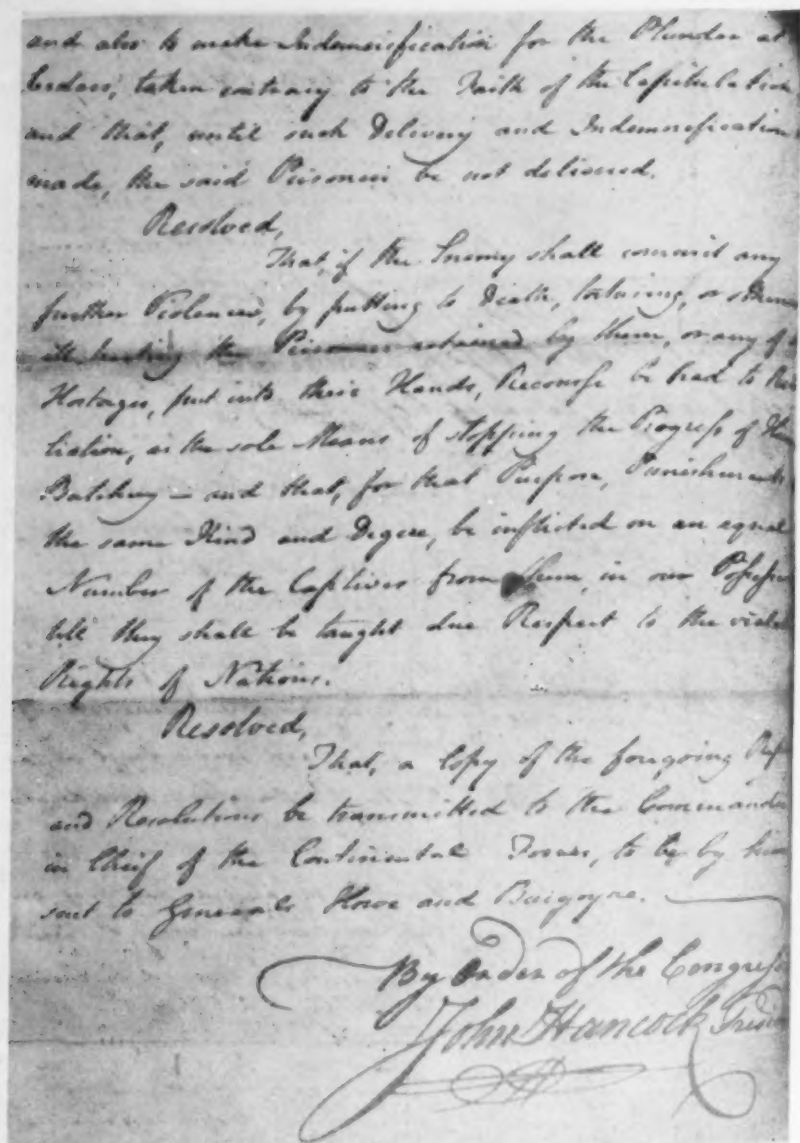 and also to make Indemnification for the Plunder at
Cedars, taken contrary to the Faith of the Capitulation
and that, until such Delivery and Indemnification
made, the said Prisoners be not delivered.
Resolved,
That, if the Enemy shall commit any
further Violences, by putting to Death, torturing, or
ill treating the Prisoners retained by them, or any of
Hostages, put into their Hands, Recourse be had to
as the sole Means of stopping the Progress of
Butchery — and that, for that Purpose, Punishments
the same Kind and Degree, be inflicted on an equal
Number of the Captives from them, in our
till they shall be taught due Respect to the
Rights of Nations.
Resolved,
That, a Copy of the foregoing
and Resolutions be transmitted to the Commander
in Chief of the Continental Forces, to be by him
sent to Generals Howe and Burgoyne.
By Order of the Congress
John Hancock